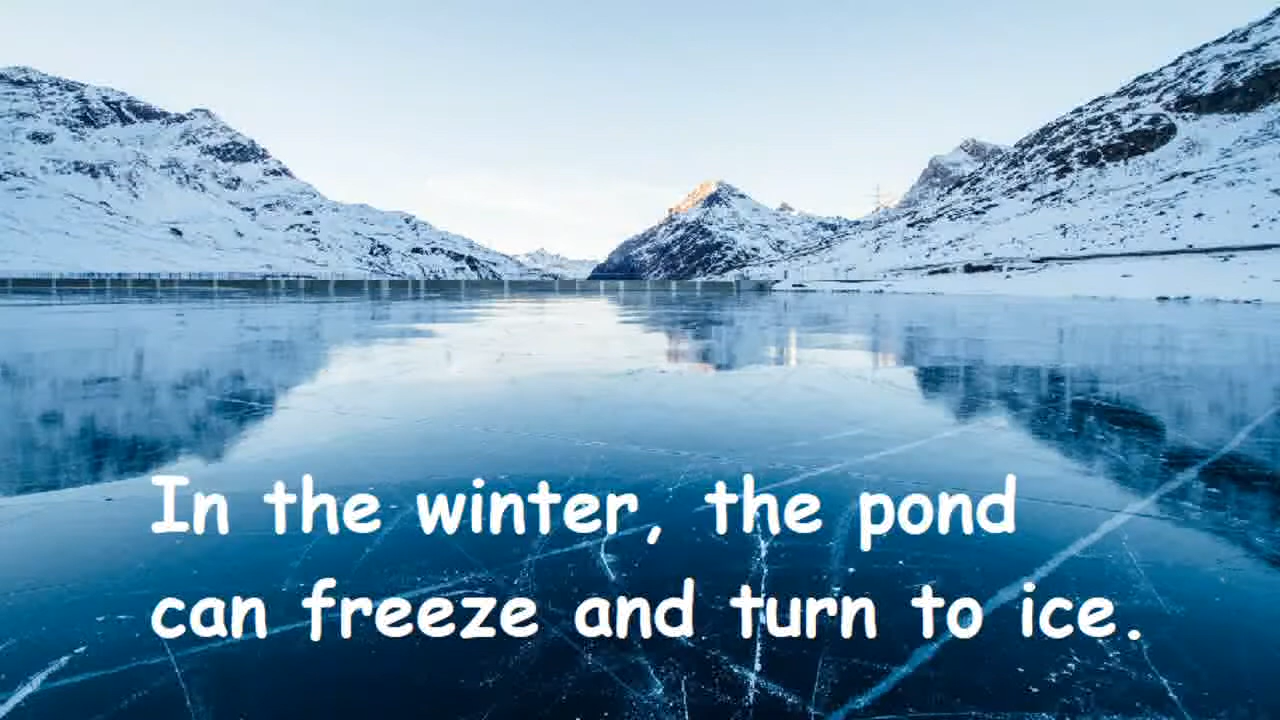 In the winter, the pond
can freeze and turn to ice.